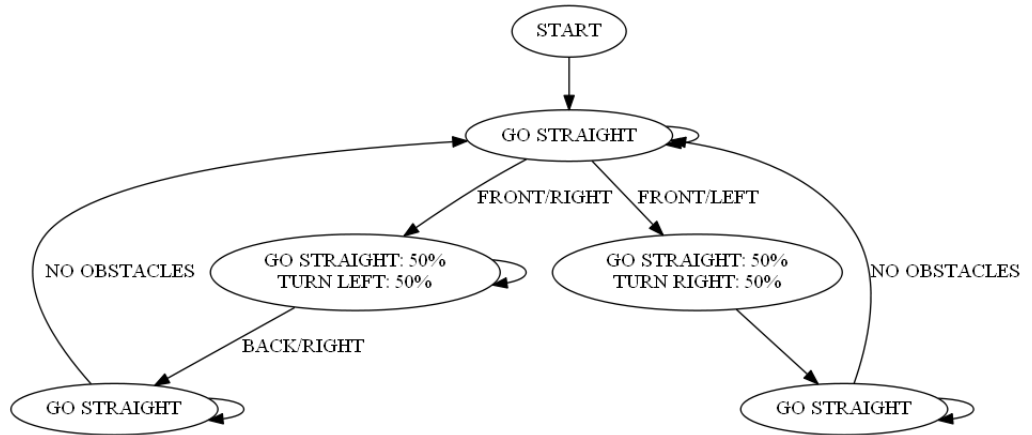 START
GO STRAIGHT
FRONT/RIGHT
FRONT/LEFT
GO STRAIGHT: 50%
TURN LEFT: 50%
GO STRAIGHT: 50%
TURN RIGHT: 50%
NO OBSTACLES
NO OBSTACLES
BACK/RIGHT
GO STRAIGHT
GO STRAIGHT